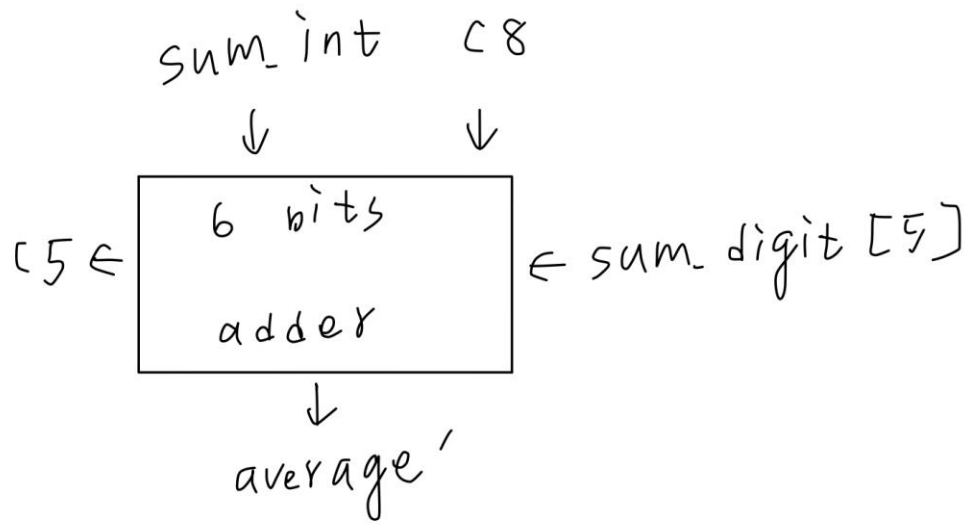 sum_int c8
↓ ↓
6 bits
c5 ← ← sum_digit [5]
adder
↓
average'